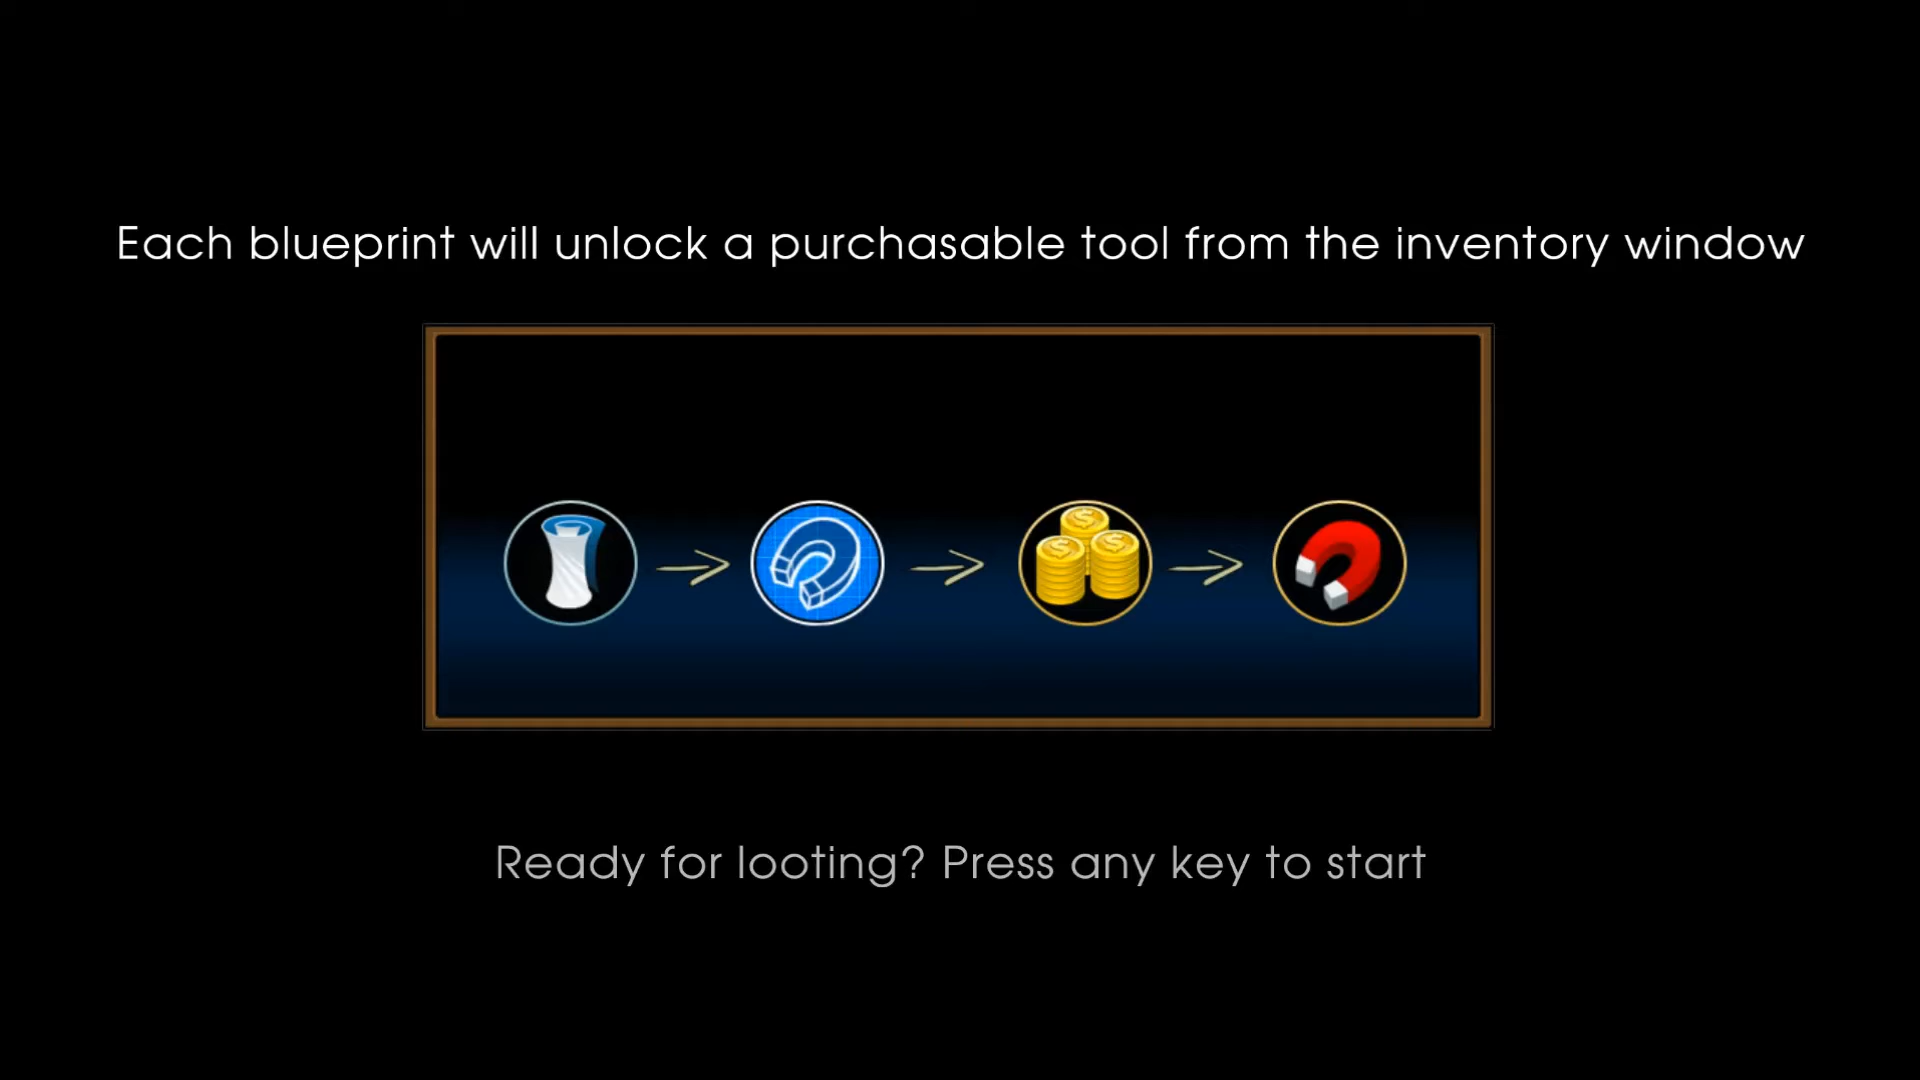 Each blueprint will unlock a purchasable tool from the inventory window
Ready for looting? Press any key to start